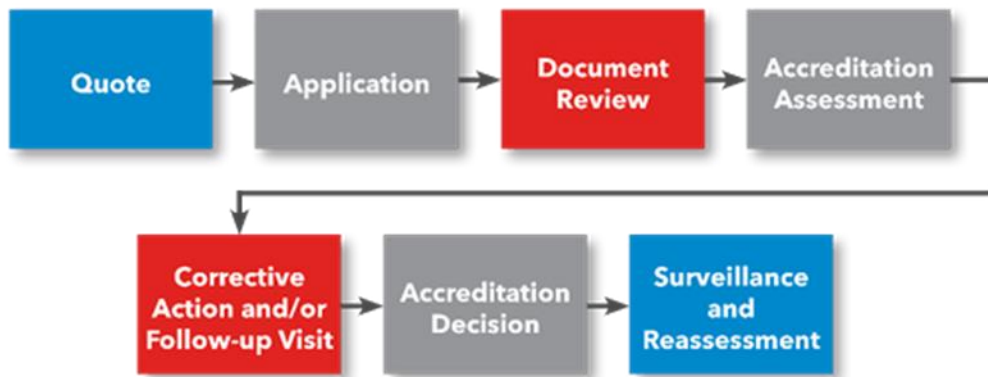 Quote
Application
Document
Review
Accreditation
Assessment
Corrective
Action and/or
Follow-up Visit
Accreditation
Decision
Surveillance
and
Reassessment